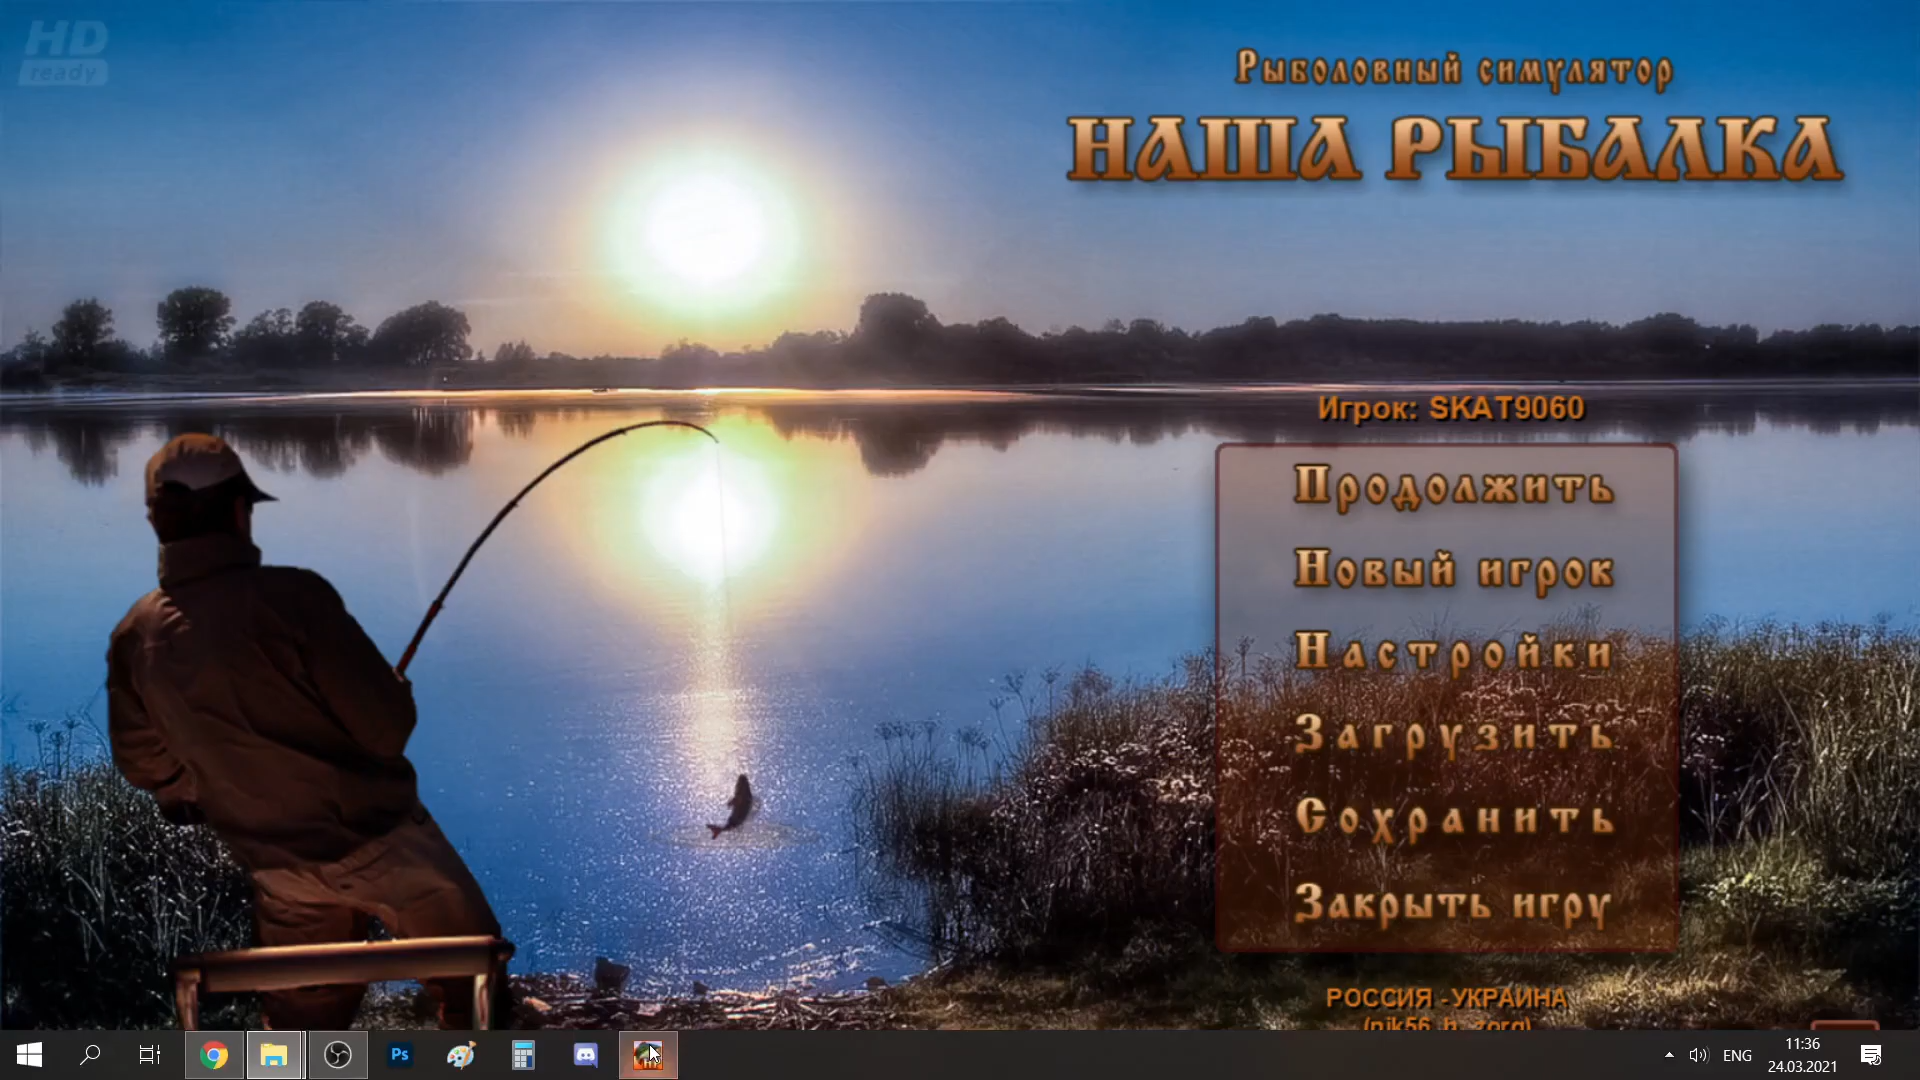 HD
ready
Рыболовный симулятор
НАША РЫБАЛКА
Игрок: SKAT9060
Продолжить
Новый игрок
Настройки
Загрузить
Сохранить
Закрыть игру
РОССИЯ -УКРАИНА
Ps
ENG
11:36
24.03.2021